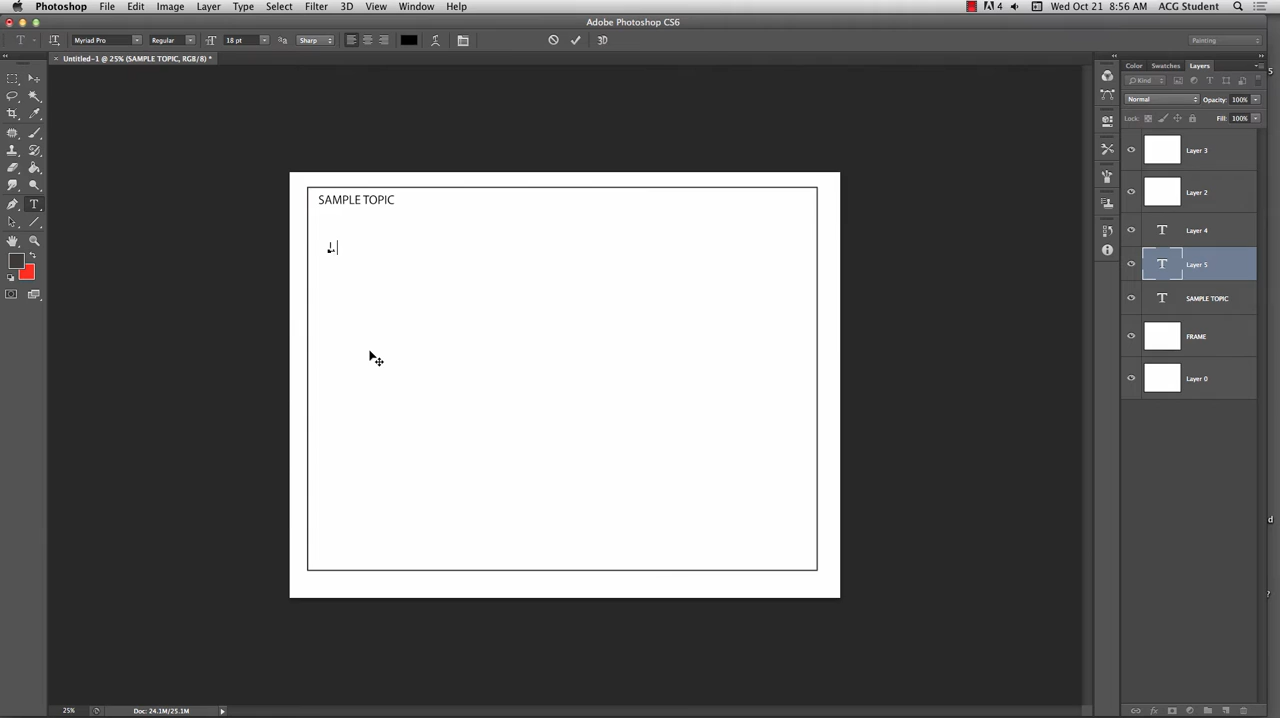 Photoshop File Edit Image Layer Type Select Filter 3D View Window Help 4 Wed Oct 21 8:56 AM ACG Student
Adobe Photoshop CS6
Myriad Pro Regular 18 pt Sharp 3D Painting
Untitled-1 @ 25% (SAMPLE TOPIC, RGB/8) *
Color Swatches Layers
Kind
Normal Opacity: 100%
Lock: Fill: 100%
Layer 3
Layer 2
SAMPLE TOPIC
Layer 4
Layer 5
SAMPLE TOPIC
FRAME
Layer 0
25% Doc: 24.1M/25.1M